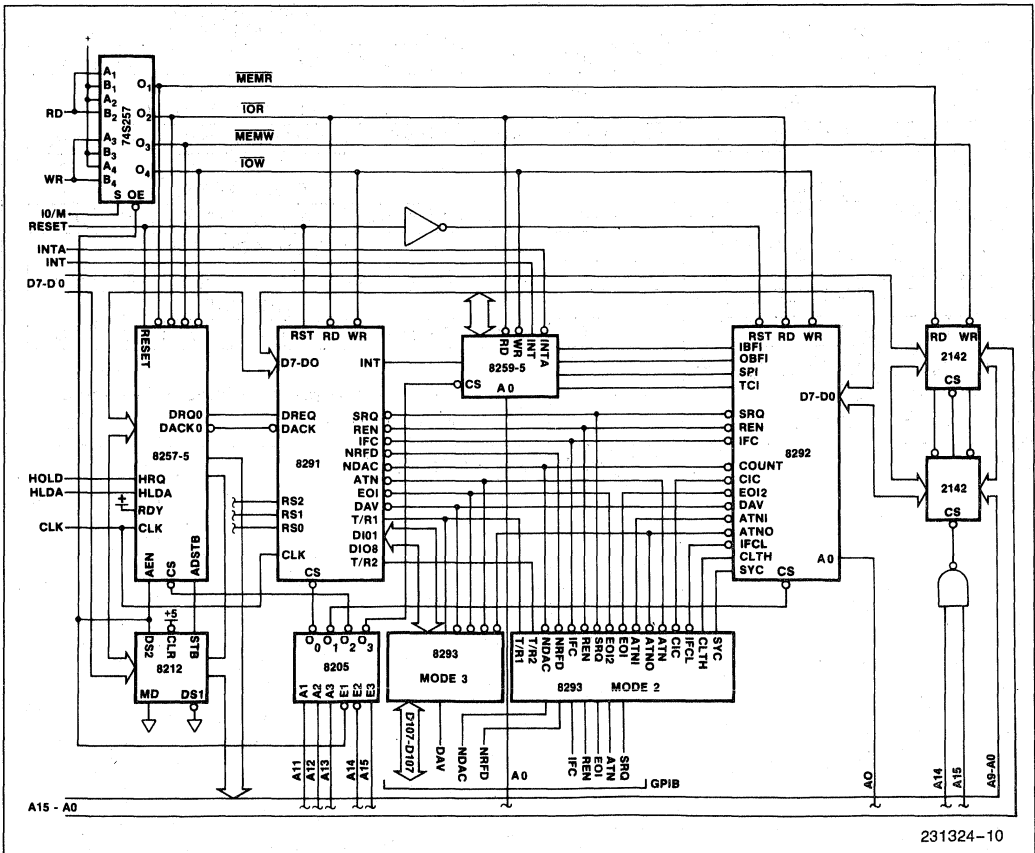 +
A1
B1
A2
B2
A3
B3
A4
B4
74S257
O1
O2
O3
O4
S OE
RD
WR
I0/M
RESET
INTA
INT
D7-D0
MEMR
IOR
MEMW
IOW
RESET
DRQ0
DACK0
8257-5
HRQ
HLDA
RDY
CLK
AEN
CS
ADSTB
HOLD
HLDA
+
CLK
RST RD WR
D7-DO
INT
DREQ
DACK
8291
SRQ
REN
IFC
NRFD
NDAC
ATN
EOI
DAV
T/R1
DI01
DIO8
T/R2
RS2
RS1
RS0
CLK
CS
RD
WR
INT
INTA
8259-5
CS
A0
RST RD WR
IBFI
OBFI
SPI
TCI
D7-D0
SRQ
REN
IFC
8292
COUNT
CIC
EOI2
DAV
ATNI
ATNO
IFCL
CLTH
SYC
A0
CS
RD WR
2142
CS
2142
CS
+5
DS2
CLR
STB
8212
MD
DS1
O0
O1
O2
O3
8205
A1
A2
A3
E1
E2
E3
8293
MODE 3
T/R1
T/R2
NDAC
NRFD
IFC
REN
SRQ
EOI2
EOI
ATNI
ATNO
ATN
CIC
IFCL
CLTH
SYC
8293 MODE 2
A11
A12
A13
A14
A15
D107-D107
DAV
NDAC
NRFD
A0
IFC
REN
EOI
ATN
SRQ
GPIB
AO
A14
A15
A9-A0
A15 - A0
231324-10